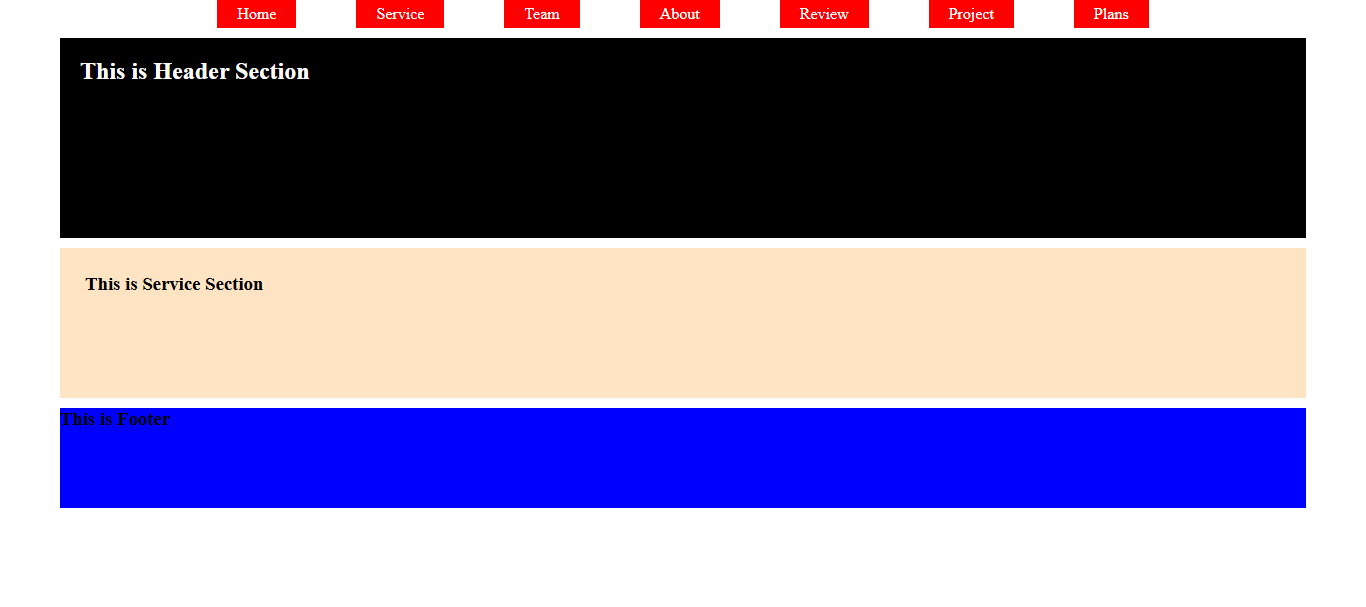 Home Service Team About Review Project Plans
This is Header Section
This is Service Section
This is Footer